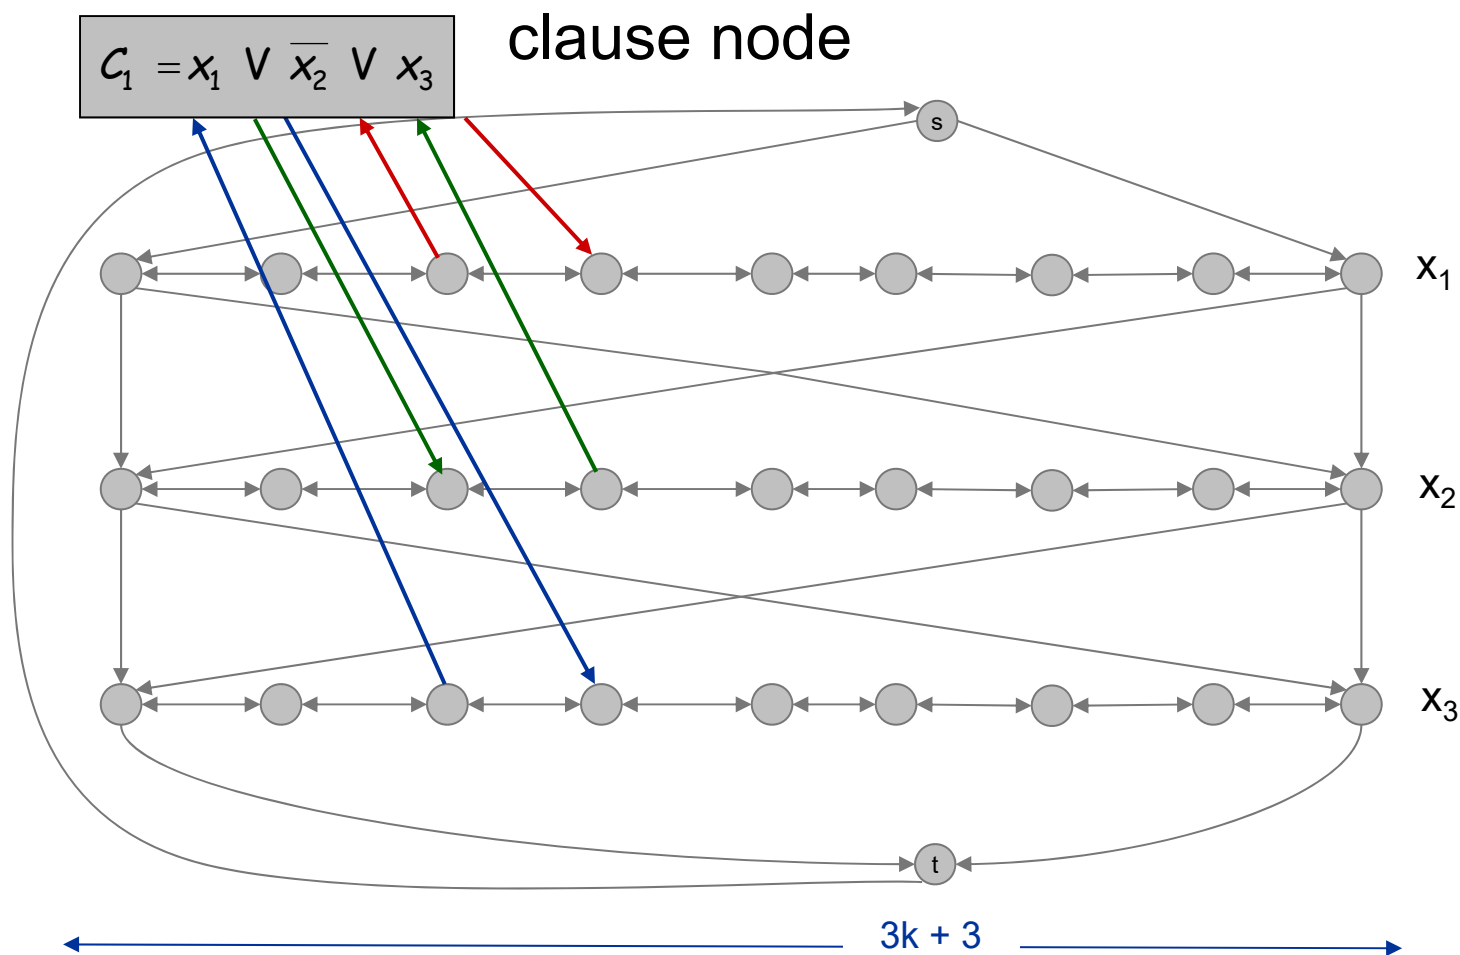 clause node
C₁ = x₁ ∨ x̅₂ ∨ x₃
s
x₁
x₂
x₃
t
3k + 3